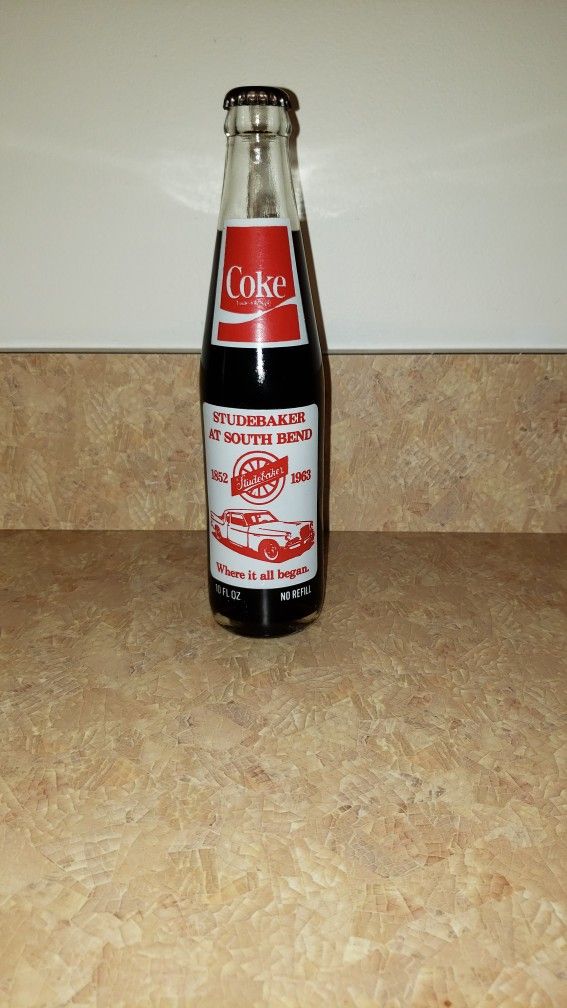 Coke
STUDEBAKER
AT SOUTH BEND
1852 Studebaker 1963
Where it all began.
10 FL OZ NO REFILL